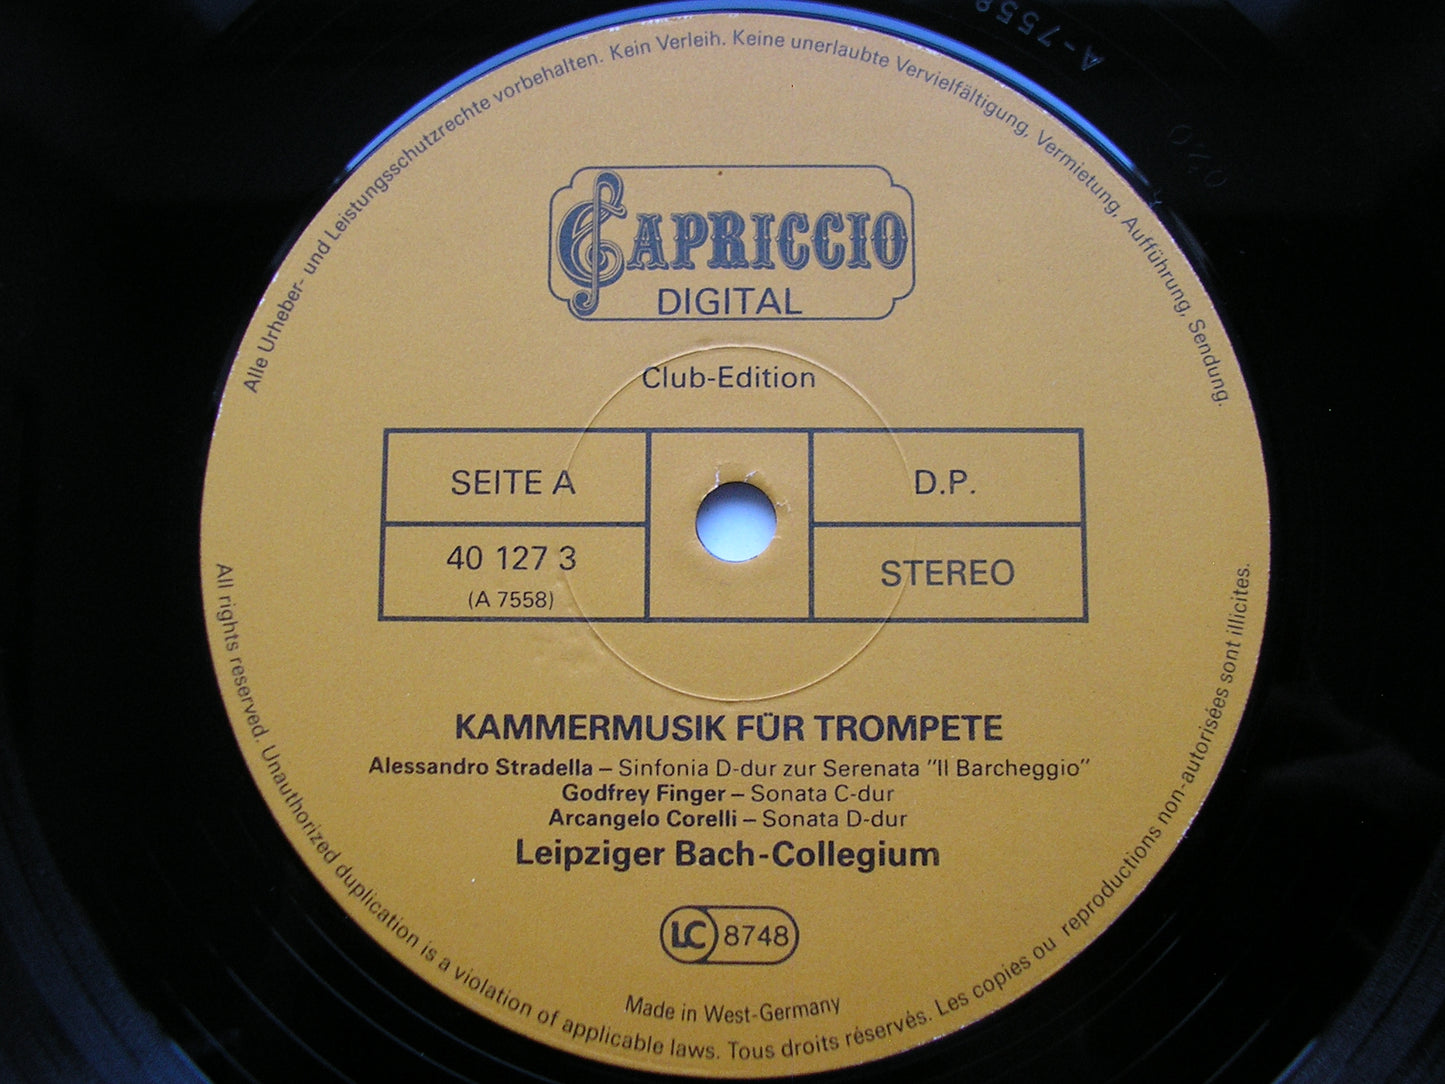 Alle Urheber- und Leistungsschutzrechte vorbehalten. Kein Verleih. Keine unerlaubte Vervielfältigung, Vermietung, Aufführung, Sendung.
A-7558
CAPRICCIO
DIGITAL
Club-Edition
SEITE A
D.P.
40 127 3
(A 7558)
STEREO
KAMMERMUSIK FÜR TROMPETE
Alessandro Stradella – Sinfonia D-dur zur Serenata "Il Barcheggio"
Godfrey Finger – Sonata C-dur
Arcangelo Corelli – Sonata D-dur
Leipziger Bach-Collegium
LC 8748
Made in West-Germany
All rights reserved. Unauthorized duplication is a violation of applicable laws. Tous droits réservés. Les copies ou reproductions non-autorisées sont illicites.